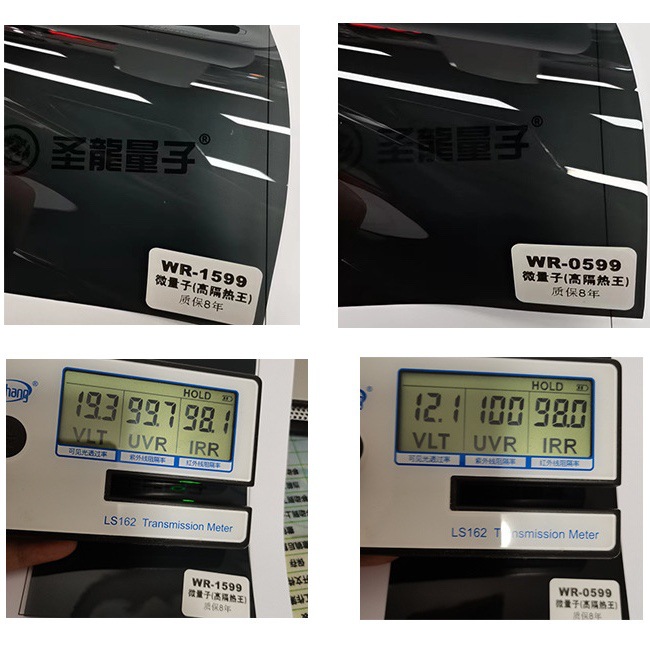 圣龍量子®
WR-1599
微量子(高隔热王)
质保8年
圣龍量子®
WR-0599
微量子(高隔热王)
质保8年
hang®
HOLD
19.3 99.7 98.1
VLT UVR IRR
可见光透过率 紫外线阻隔率 红外线阻隔率
LS162 Transmission Meter
WR-1599
微量子(高隔热王)
质保8年
®
HOLD
12.1 100 98.0
VLT UVR IRR
可见光透过率 紫外线阻隔率 红外线阻隔率
LS162 Transmission Meter
WR-0599
微量子(高隔热王)
质保8年